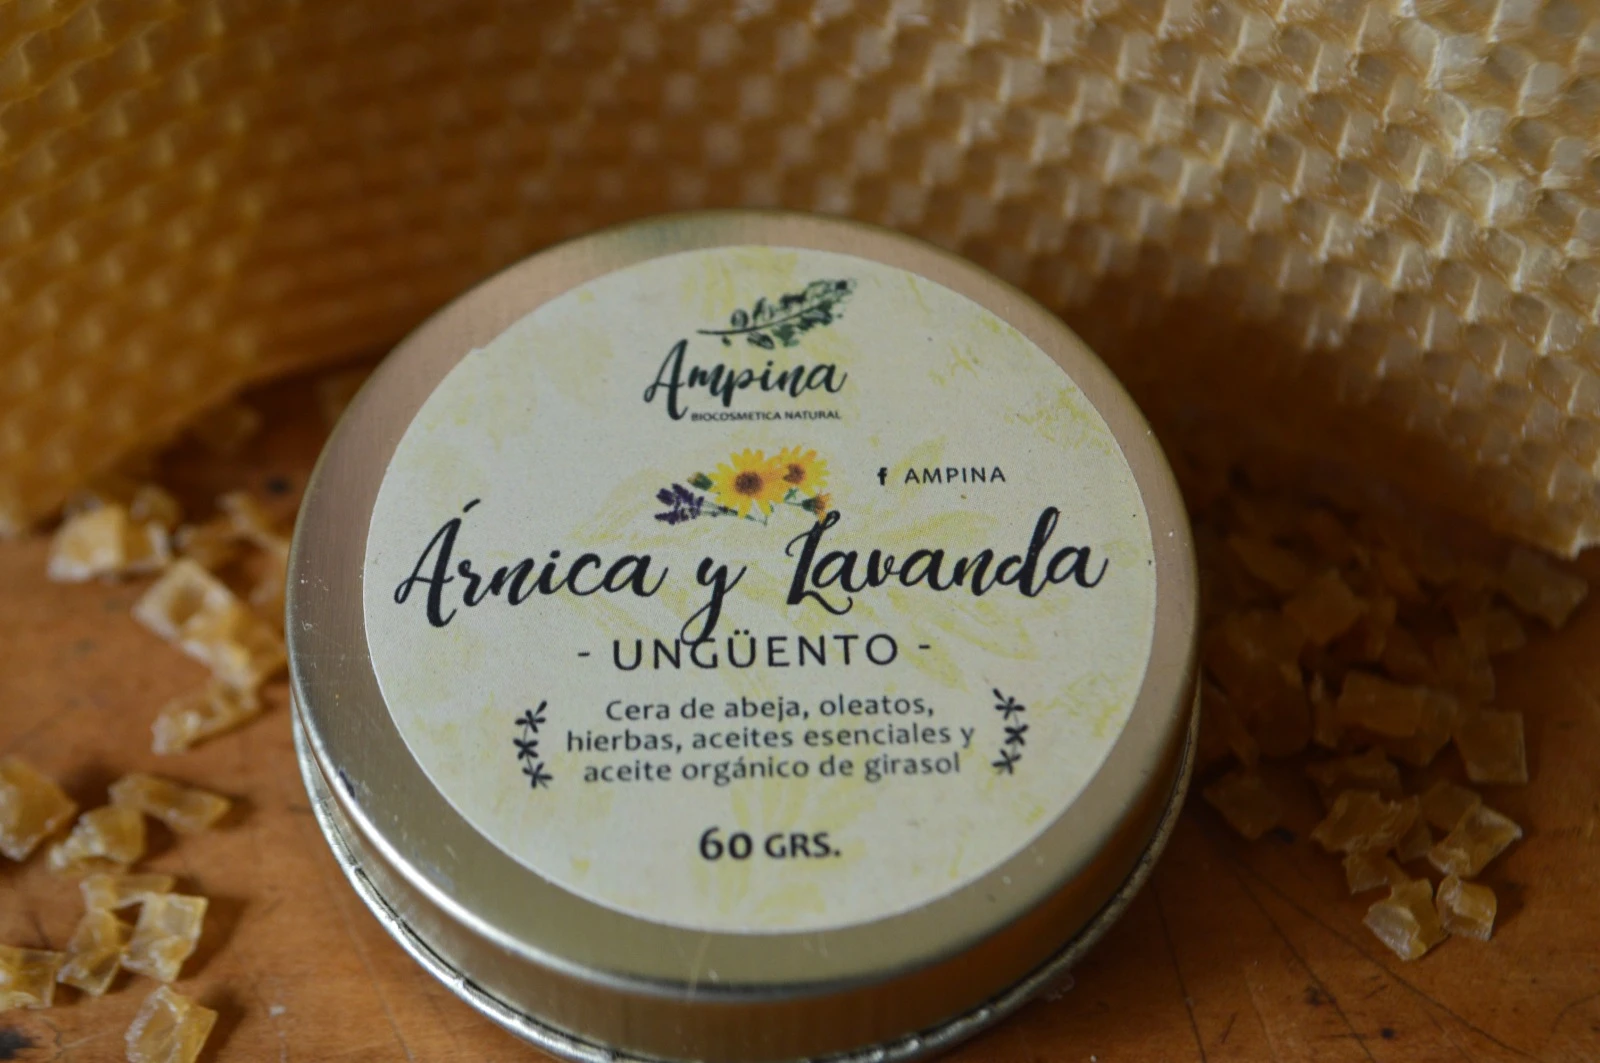 Ampina
BIOCOSMETICA NATURAL
f AMPINA
Árnica y Lavanda
- UNGÜENTO -
Cera de abeja, oleatos,
hierbas, aceites esenciales y
aceite orgánico de girasol
60 GRS.